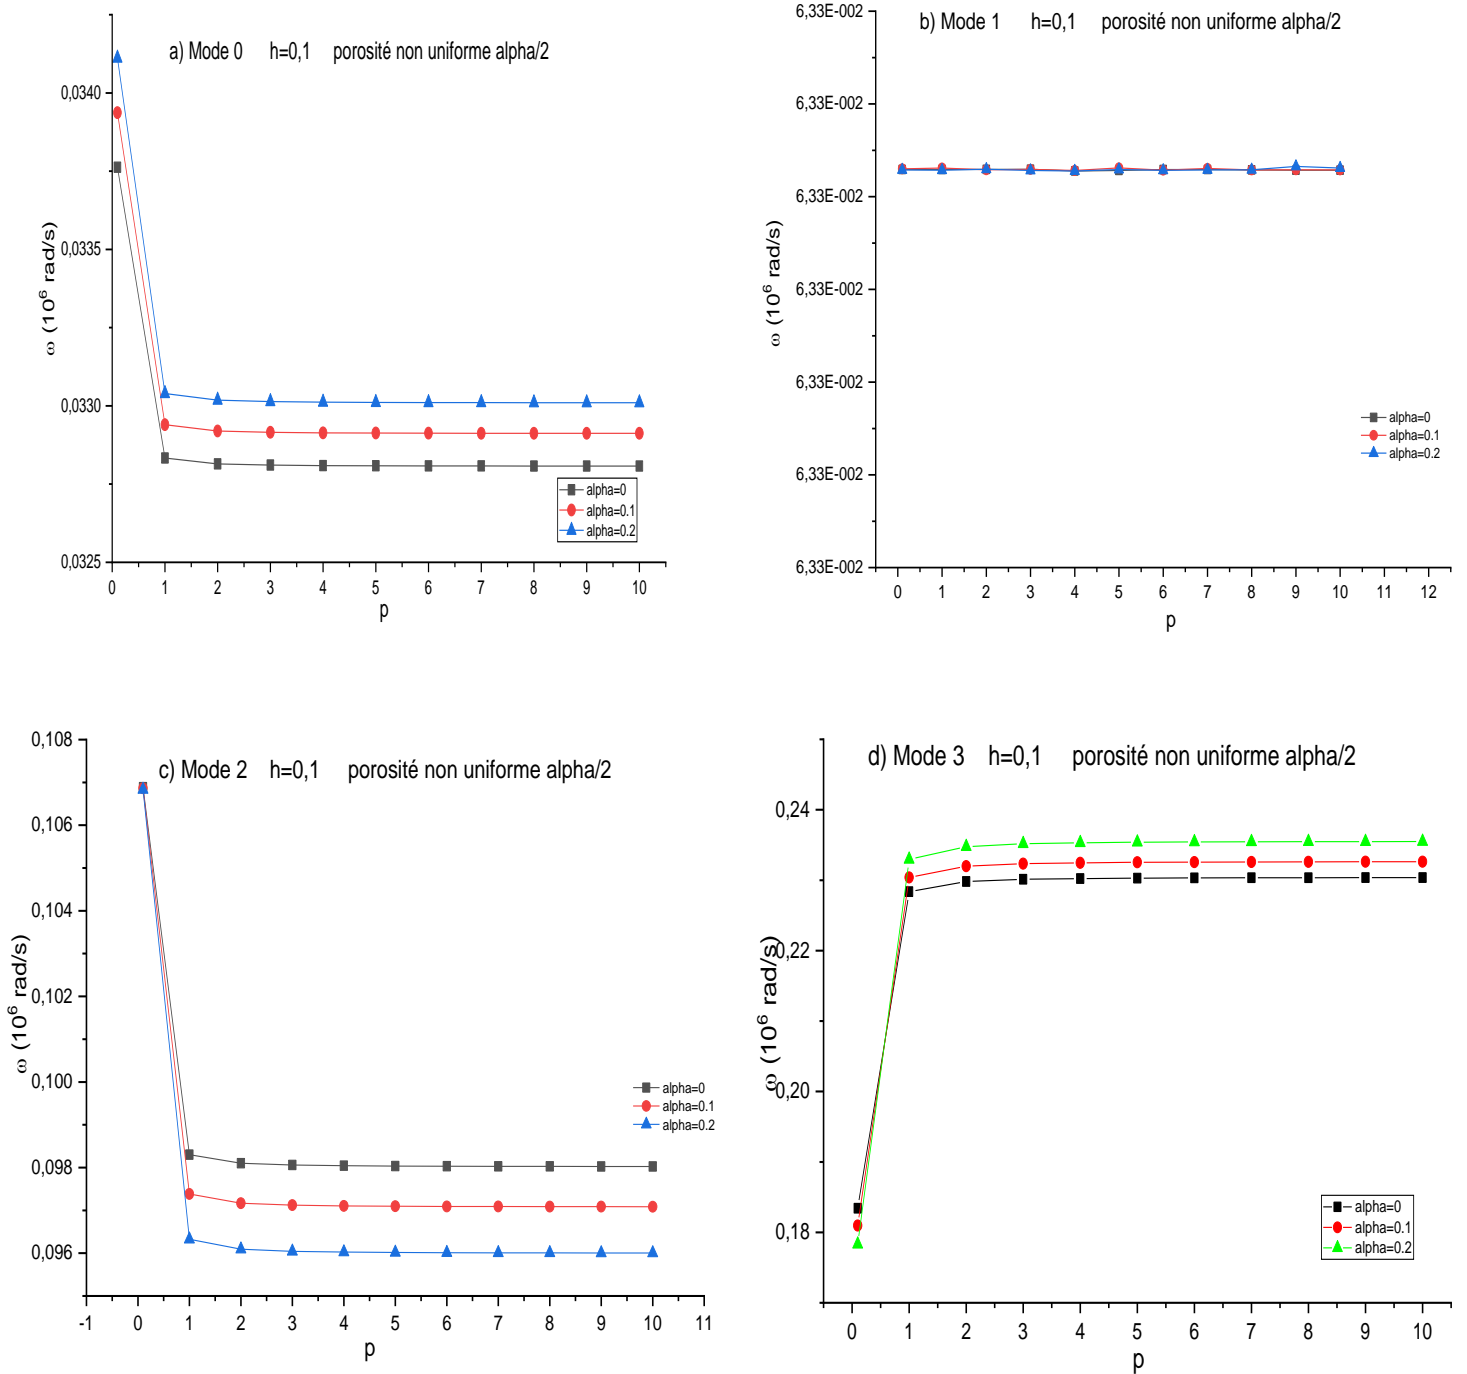 a) Mode 0 h=0,1 porosité non uniforme alpha/2
0,0340
0,0335
0,0330
0,0325
ω (10⁶ rad/s)
0 1 2 3 4 5 6 7 8 9 10
p
alpha=0
alpha=0.1
alpha=0.2
b) Mode 1 h=0,1 porosité non uniforme alpha/2
6,33E-002
6,33E-002
6,33E-002
6,33E-002
6,33E-002
6,33E-002
6,33E-002
ω (10⁶ rad/s)
0 1 2 3 4 5 6 7 8 9 10 11 12
p
alpha=0
alpha=0.1
alpha=0.2
c) Mode 2 h=0,1 porosité non uniforme alpha/2
0,108
0,106
0,104
0,102
0,100
0,098
0,096
ω (10⁶ rad/s)
-1 0 1 2 3 4 5 6 7 8 9 10 11
p
alpha=0
alpha=0.1
alpha=0.2
d) Mode 3 h=0,1 porosité non uniforme alpha/2
0,24
0,22
0,20
0,18
ω (10⁶ rad/s)
0 1 2 3 4 5 6 7 8 9 10
p
alpha=0
alpha=0.1
alpha=0.2